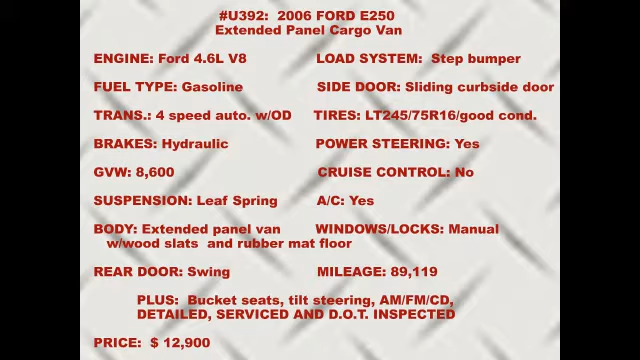 #U392: 2006 FORD E250
Extended Panel Cargo Van
ENGINE: Ford 4.6L V8 LOAD SYSTEM: Step bumper
FUEL TYPE: Gasoline SIDE DOOR: Sliding curbside door
TRANS.: 4 speed auto. w/OD TIRES: LT245/75R16/good cond.
BRAKES: Hydraulic POWER STEERING: Yes
GVW: 8,600 CRUISE CONTROL: No
SUSPENSION: Leaf Spring A/C: Yes
BODY: Extended panel van WINDOWS/LOCKS: Manual
w/wood slats and rubber mat floor
REAR DOOR: Swing MILEAGE: 89,119
PLUS: Bucket seats, tilt steering, AM/FM/CD,
DETAILED, SERVICED AND D.O.T. INSPECTED
PRICE: $ 12,900